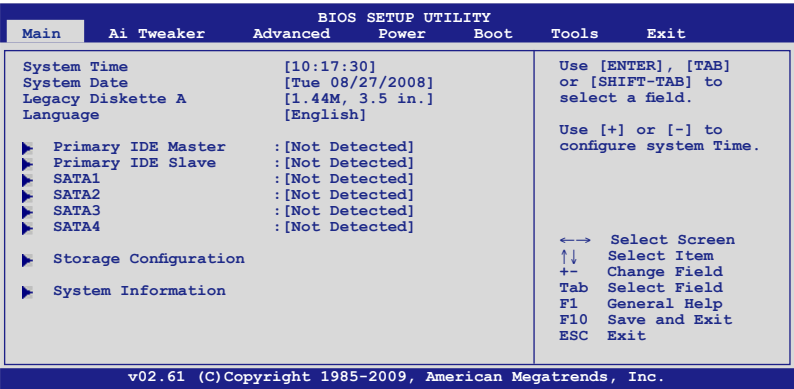 BIOS SETUP UTILITY
Main Ai Tweaker Advanced Power Boot Tools Exit
System Time [10:17:30]
System Date [Tue 08/27/2008]
Legacy Diskette A [1.44M, 3.5 in.]
Language [English]
Primary IDE Master :[Not Detected]
Primary IDE Slave :[Not Detected]
SATA1 :[Not Detected]
SATA2 :[Not Detected]
SATA3 :[Not Detected]
SATA4 :[Not Detected]
Storage Configuration
System Information
Use [ENTER], [TAB]
or [SHIFT-TAB] to
select a field.
Use [+] or [-] to
configure system Time.
←→ Select Screen
↑↓ Select Item
+- Change Field
Tab Select Field
F1 General Help
F10 Save and Exit
ESC Exit
v02.61 (C)Copyright 1985-2009, American Megatrends, Inc.